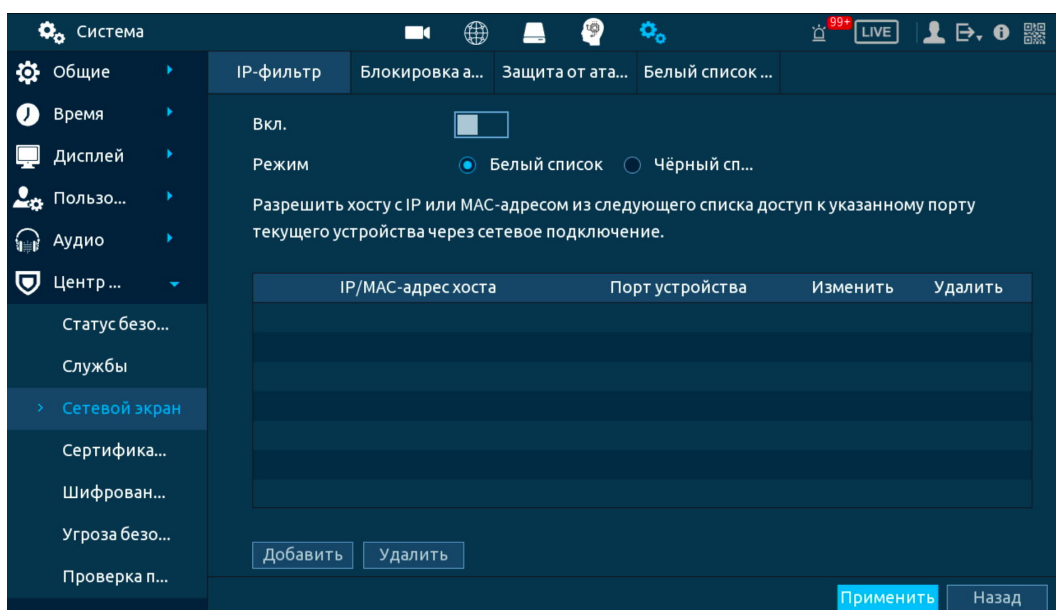 Система
99+
LIVE
Общие
Время
Дисплей
Пользо...
Аудио
Центр ...
Статус безо...
Службы
Сетевой экран
Сертифика...
Шифрован...
Угроза безо...
Проверка п...
IP-фильтр Блокировка а... Защита от ата... Белый список ...
Вкл.
Режим Белый список Чёрный сп...
Разрешить хосту с IP или MAC-адресом из следующего списка доступ к указанному порту
текущего устройства через сетевое подключение.
IP/MAC-адрес хоста Порт устройства Изменить Удалить
Добавить Удалить
Применить Назад